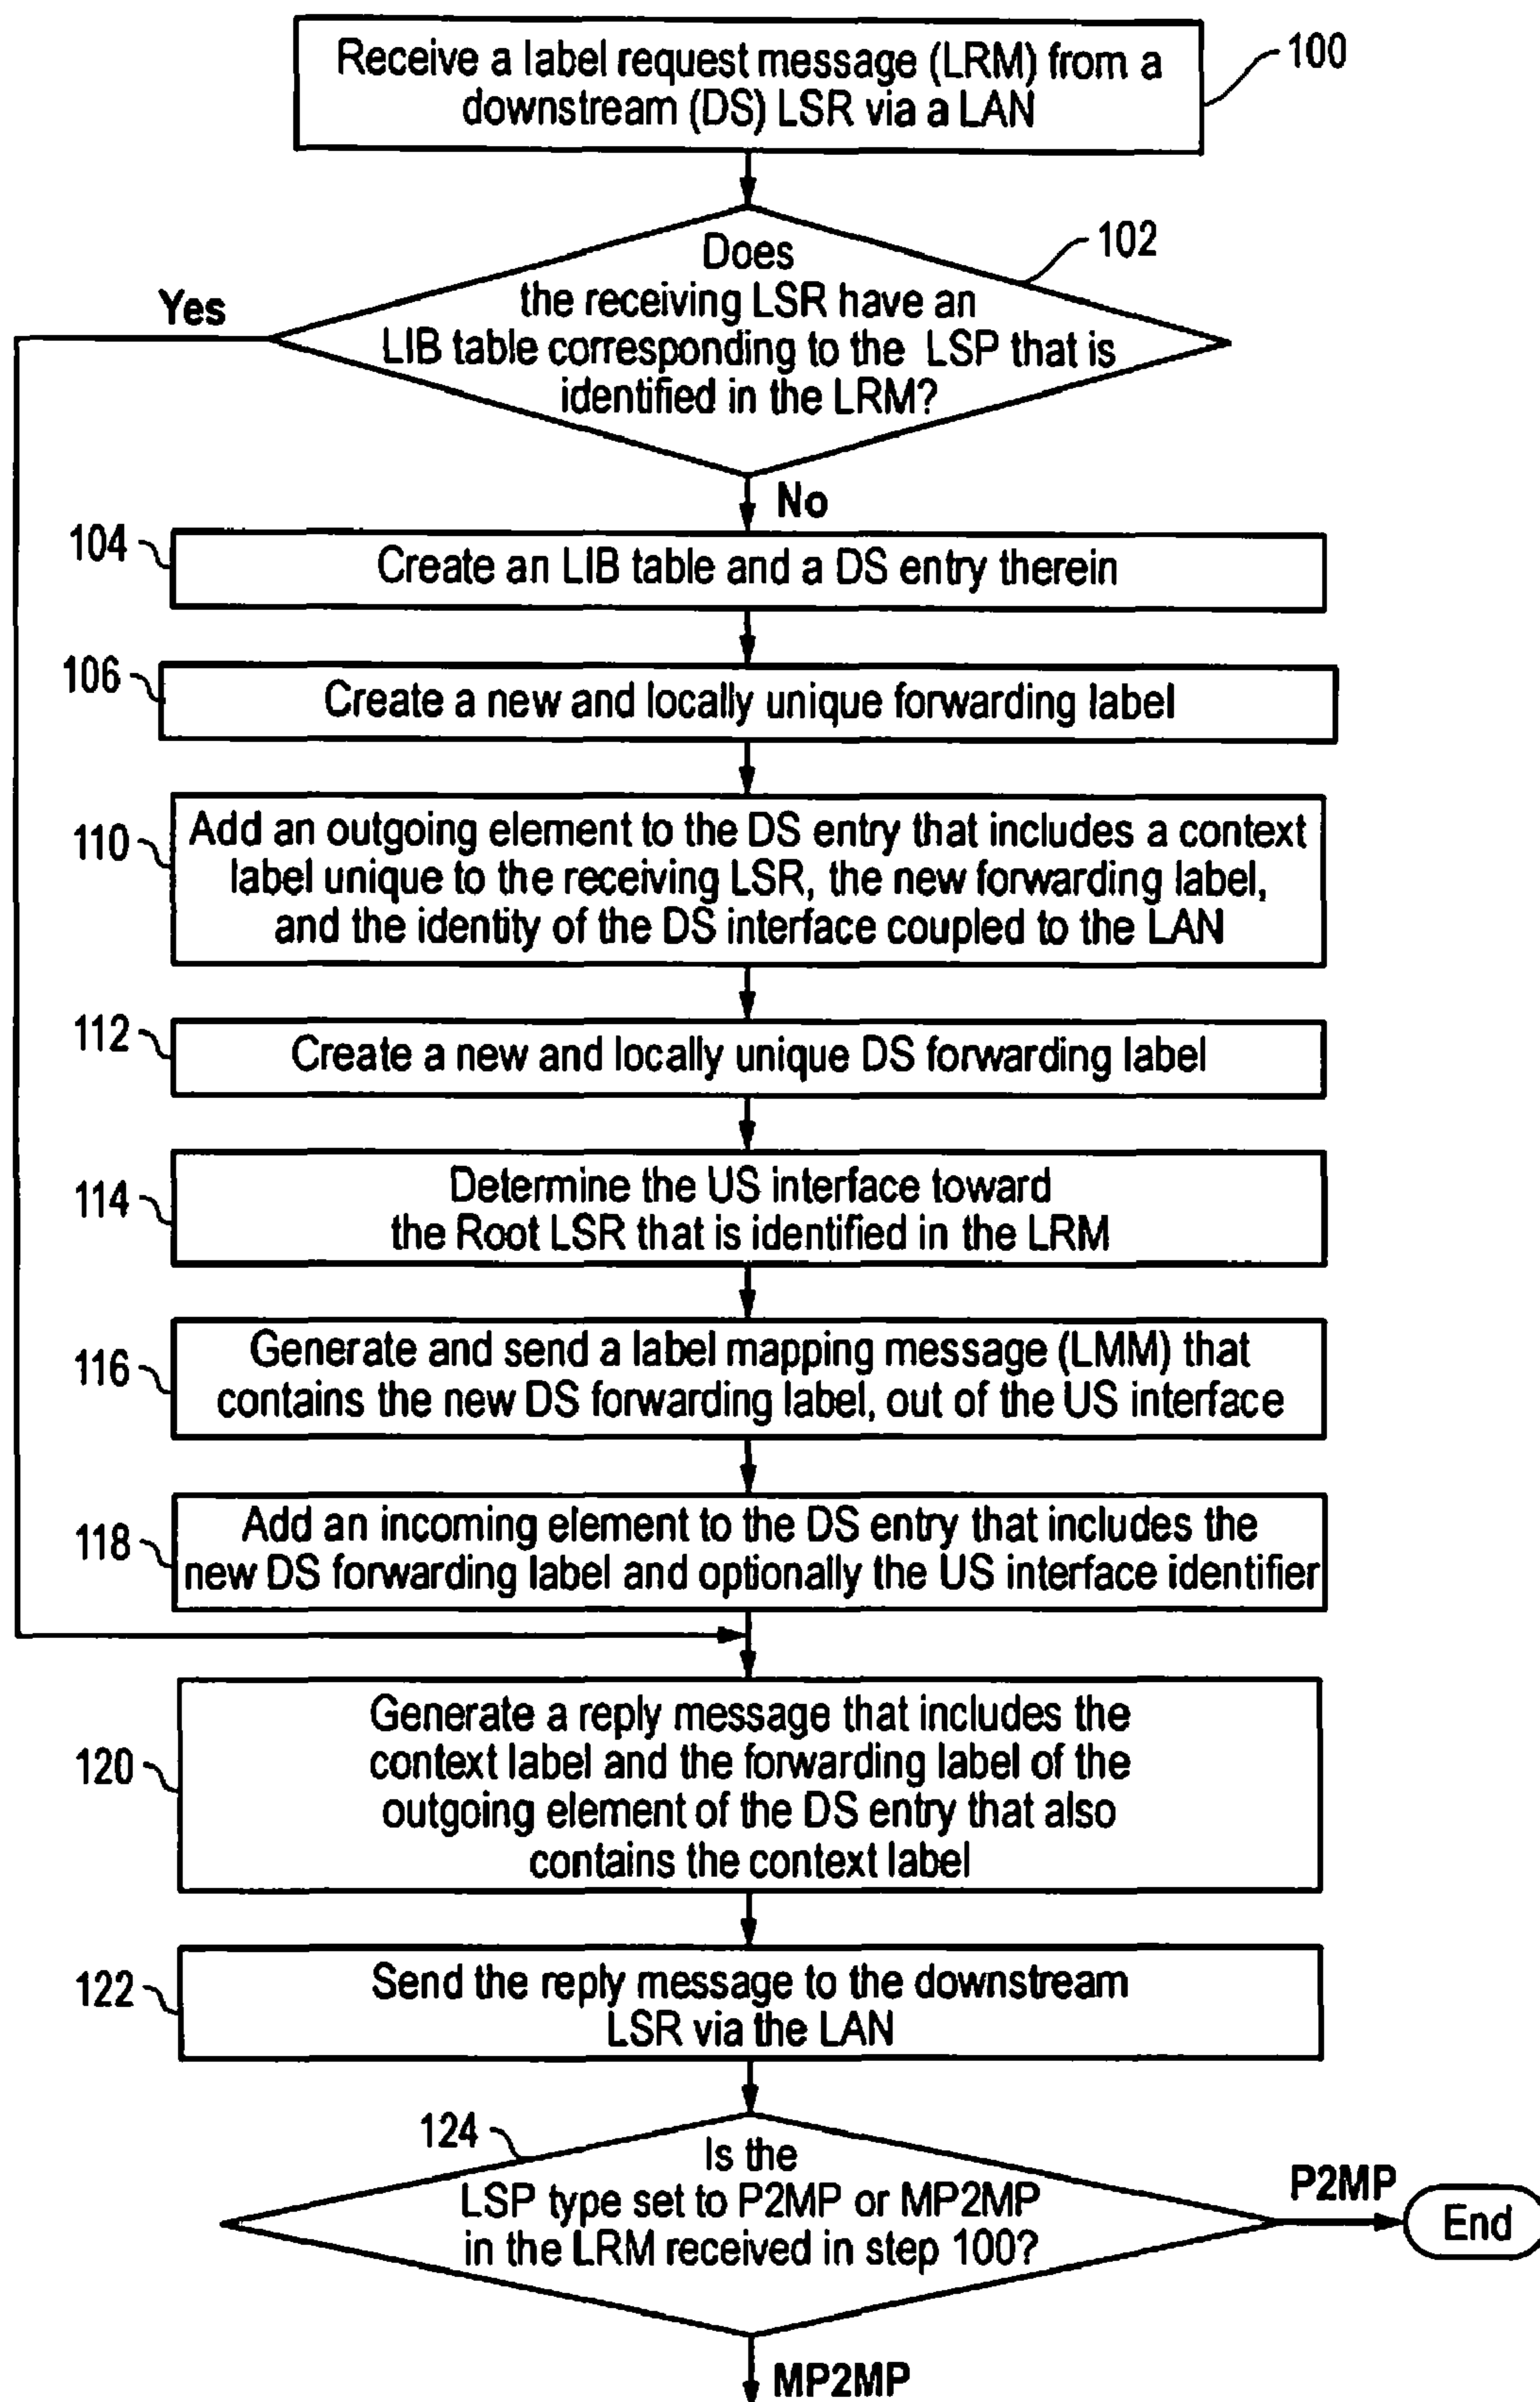 Receive a label request message (LRM) from a
downstream (DS) LSR via a LAN
100
Does
the receiving LSR have an
LIB table corresponding to the LSP that is
identified in the LRM?
102
Yes
No
104
Create an LIB table and a DS entry therein
106
Create a new and locally unique forwarding label
110
Add an outgoing element to the DS entry that includes a context
label unique to the receiving LSR, the new forwarding label,
and the identity of the DS interface coupled to the LAN
112
Create a new and locally unique DS forwarding label
114
Determine the US interface toward
the Root LSR that is identified in the LRM
116
Generate and send a label mapping message (LMM) that
contains the new DS forwarding label, out of the US interface
118
Add an incoming element to the DS entry that includes the
new DS forwarding label and optionally the US interface identifier
120
Generate a reply message that includes the
context label and the forwarding label of the
outgoing element of the DS entry that also
contains the context label
122
Send the reply message to the downstream
LSR via the LAN
124
Is the
LSP type set to P2MP or MP2MP
in the LRM received in step 100?
P2MP
End
MP2MP